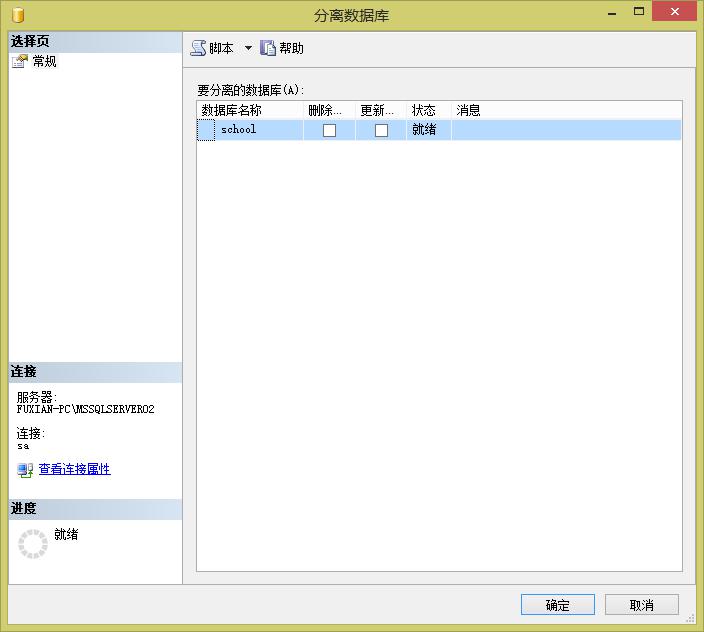 分离数据库
选择页
常规
脚本 帮助
要分离的数据库(A):
数据库名称 删除... 更新... 状态 消息
school 就绪
连接
服务器:
FUXIAN-PC\MSSQLSERVER02
连接:
sa
查看连接属性
进度
就绪
确定 取消